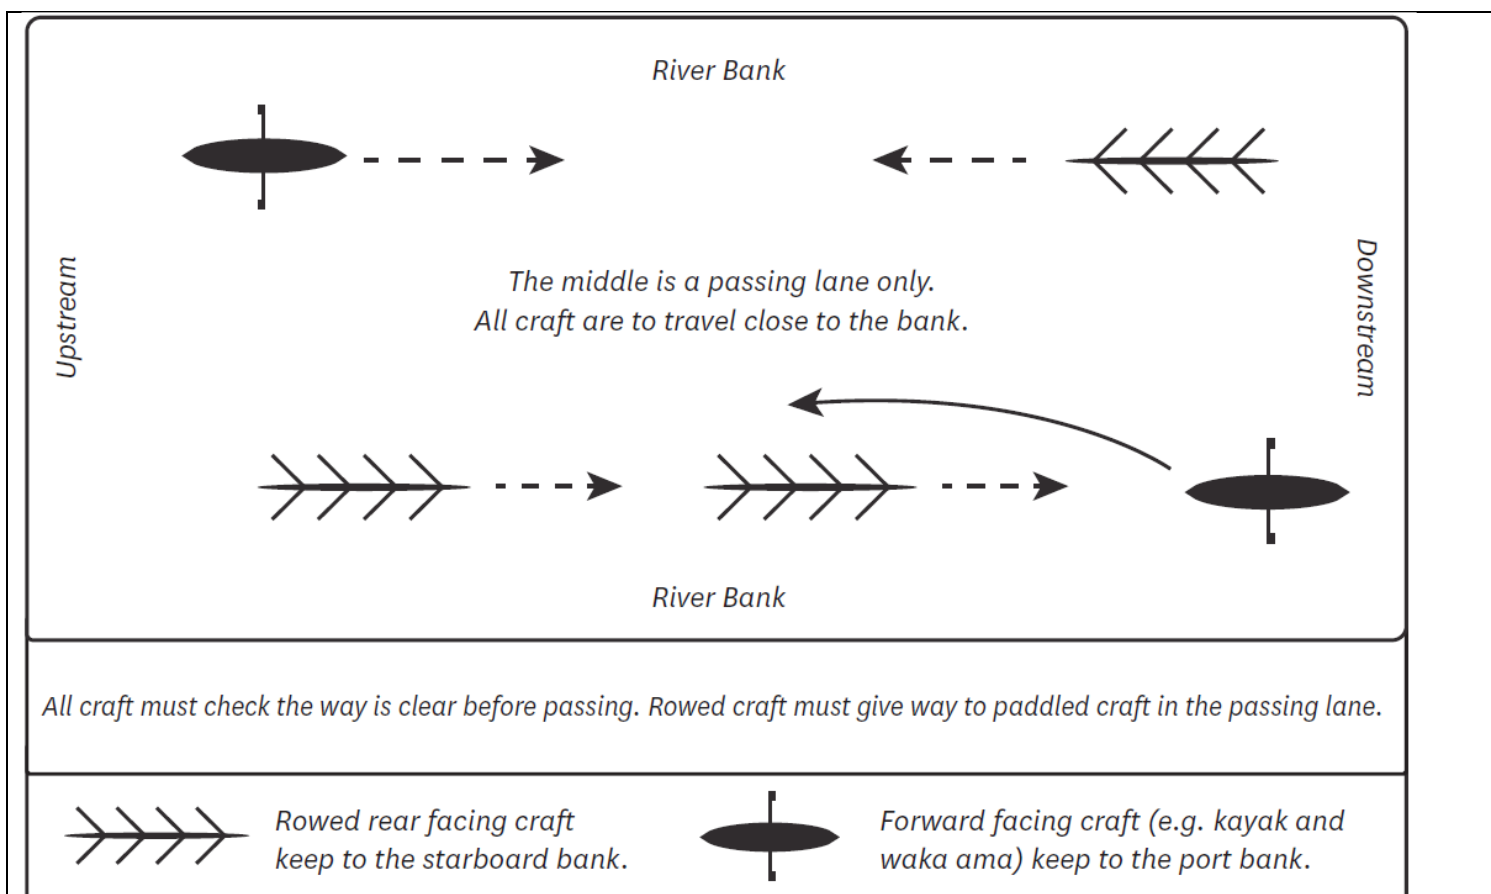 River Bank
Upstream
Downstream
The middle is a passing lane only.
All craft are to travel close to the bank.
River Bank
All craft must check the way is clear before passing. Rowed craft must give way to paddled craft in the passing lane.
Rowed rear facing craft
keep to the starboard bank.
Forward facing craft (e.g. kayak and
waka ama) keep to the port bank.